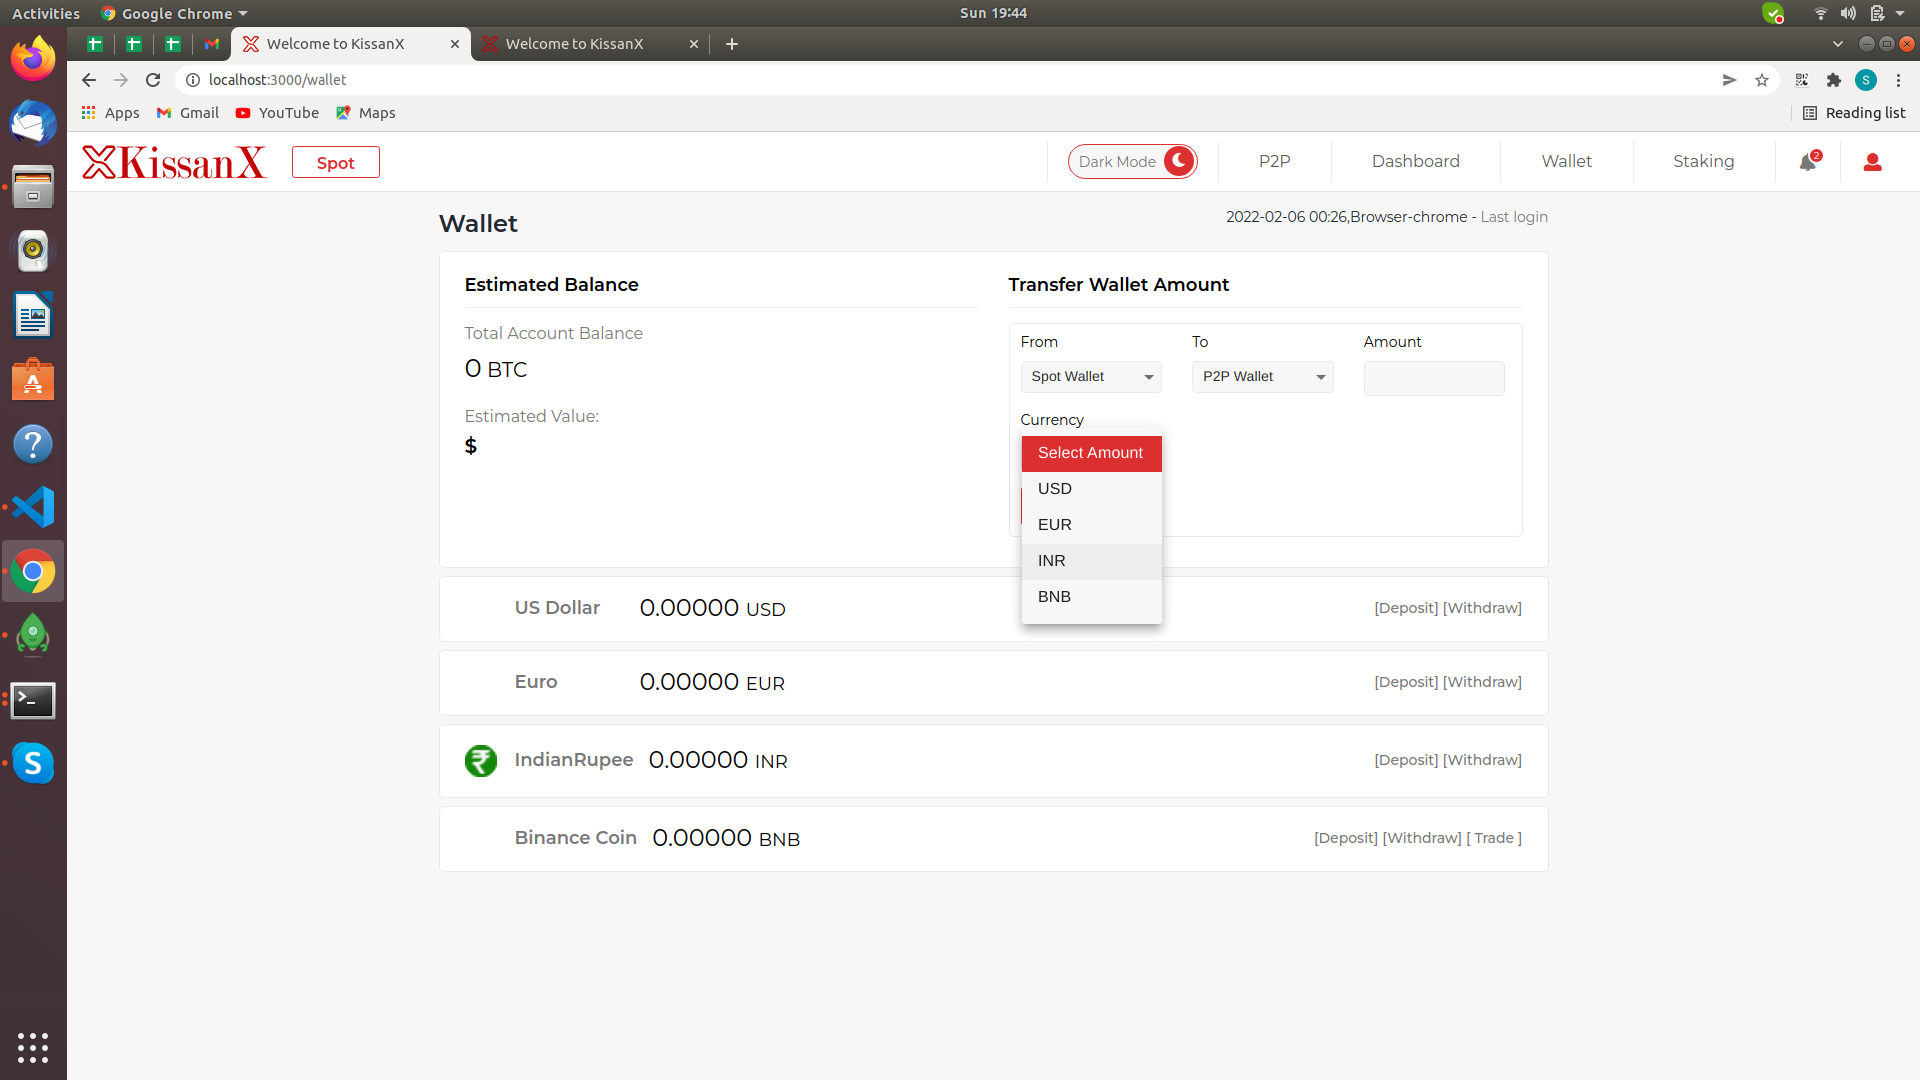 Activities
Google Chrome
Sun 19:44
Welcome to KissanX
Welcome to KissanX
localhost:3000/wallet
S
Apps
Gmail
YouTube
Maps
Reading list
KissanX
Spot
Dark Mode
P2P
Dashboard
Wallet
Staking
2
Wallet
2022-02-06 00:26,Browser-chrome - Last login
Estimated Balance
Total Account Balance
0 BTC
Estimated Value:
$
Transfer Wallet Amount
From
To
Amount
Spot Wallet
P2P Wallet
Currency
Select Amount
USD
EUR
INR
BNB
US Dollar 0.00000 USD [Deposit] [Withdraw]
Euro 0.00000 EUR [Deposit] [Withdraw]
₹ IndianRupee 0.00000 INR [Deposit] [Withdraw]
Binance Coin 0.00000 BNB [Deposit] [Withdraw] [ Trade ]